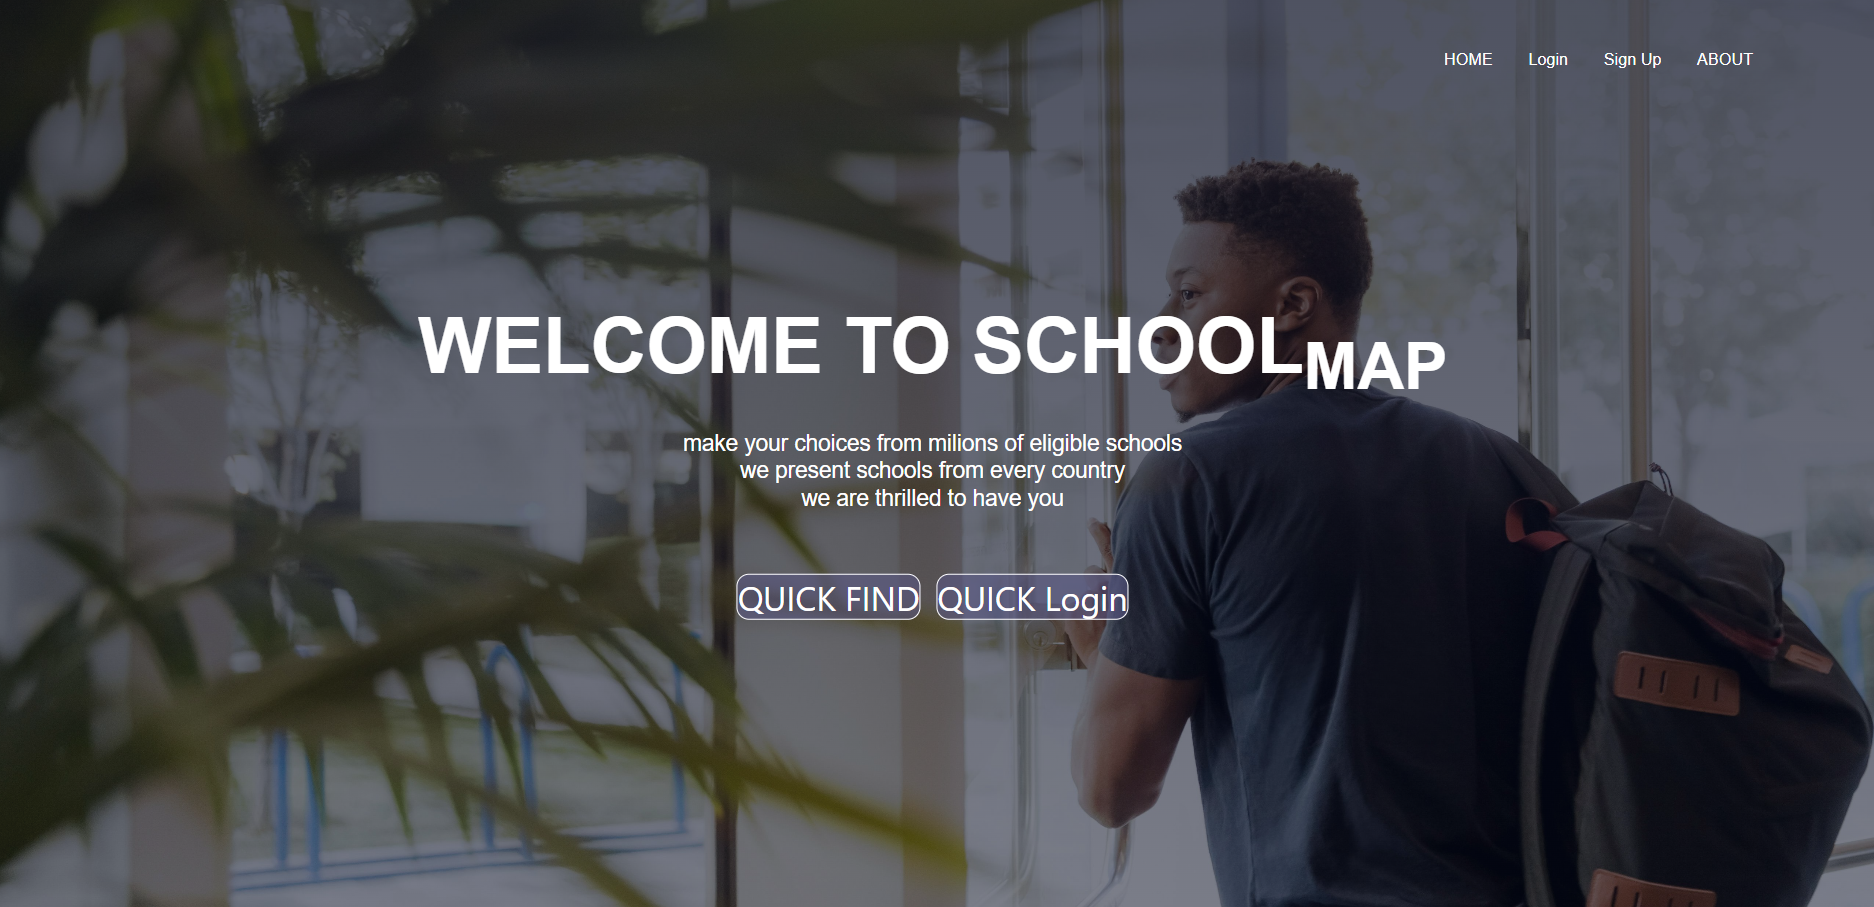 HOME Login Sign Up ABOUT
WELCOME TO SCHOOLMAP
make your choices from milions of eligible schools
we present schools from every country
we are thrilled to have you
QUICK FIND QUICK Login